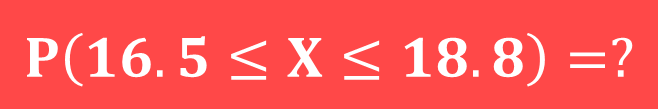 P(16.5 ≤ X ≤ 18.8) =?